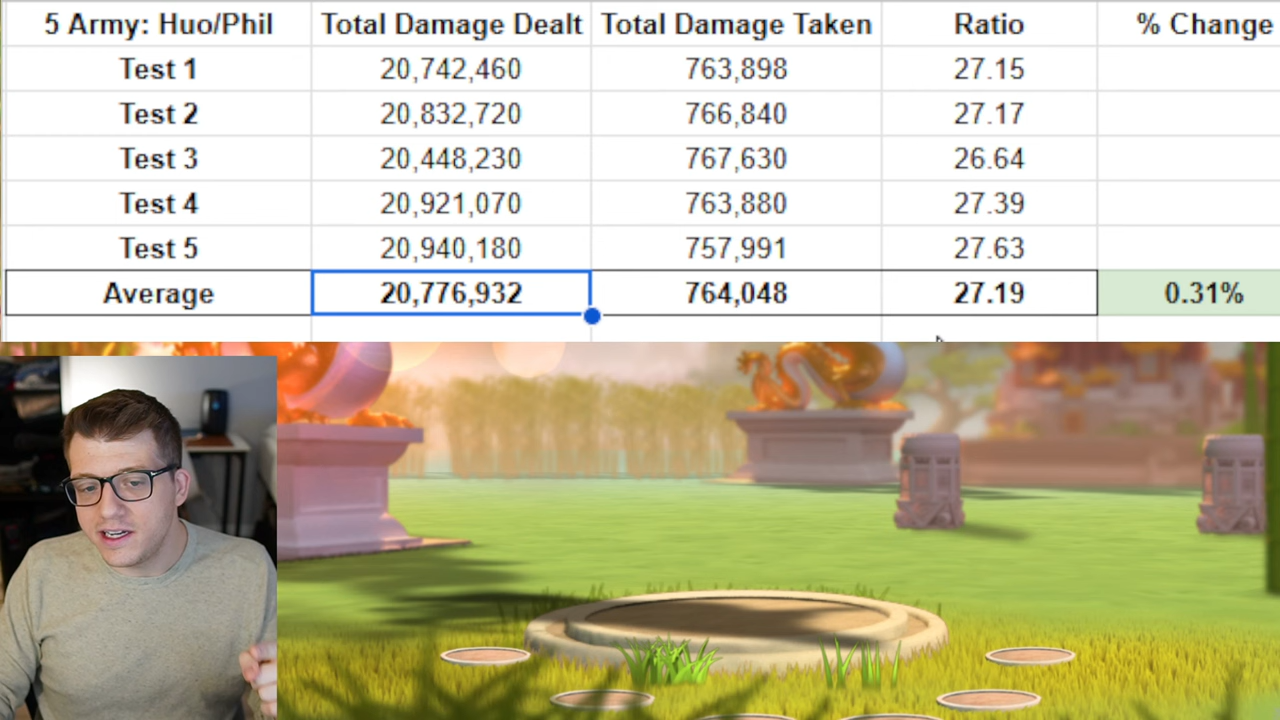 5 Army: Huo/Phil Total Damage Dealt Total Damage Taken Ratio % Change
Test 1 20,742,460 763,898 27.15
Test 2 20,832,720 766,840 27.17
Test 3 20,448,230 767,630 26.64
Test 4 20,921,070 763,880 27.39
Test 5 20,940,180 757,991 27.63
Average 20,776,932 764,048 27.19 0.31%